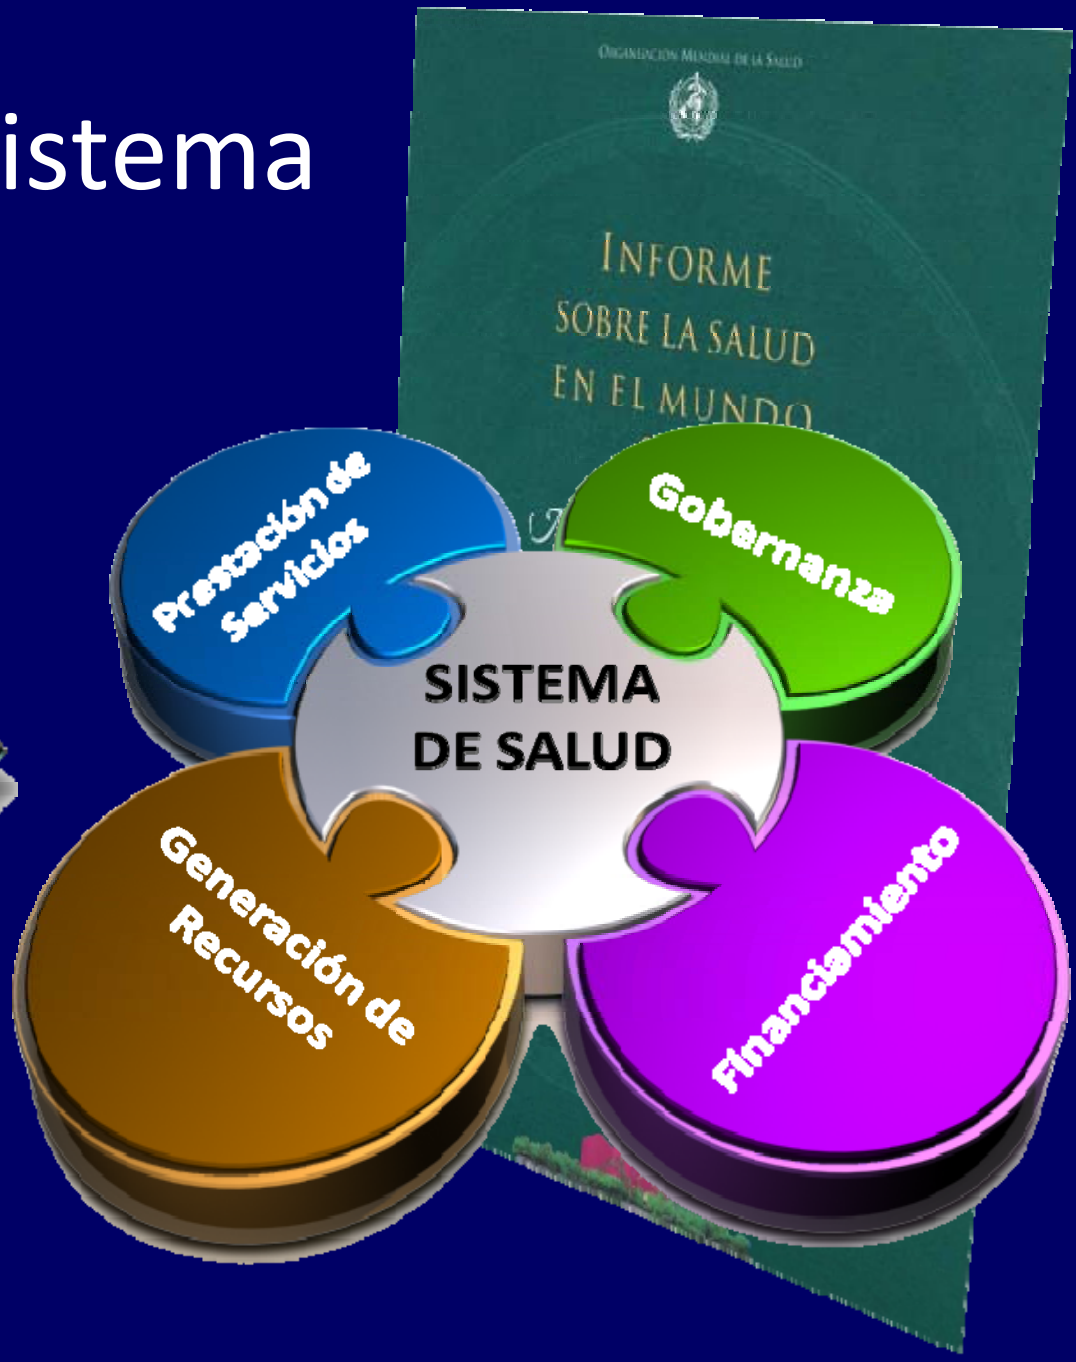 istema
ORGANIZACIÓN MUNDIAL DE LA SALUD
INFORME
SOBRE LA SALUD
EN EL MUNDO
Prestación de
Servicios
Gobernanza
SISTEMA
DE SALUD
Generación de
Recursos
Financiamiento